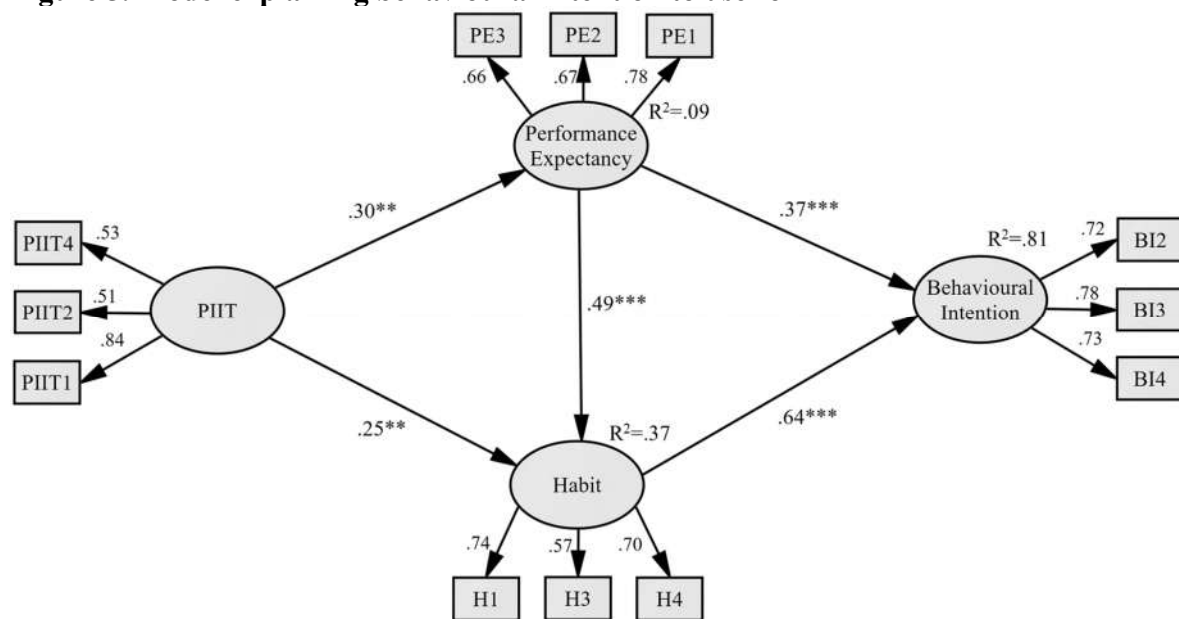 PE3
PE2
PE1
.66
.67
.78
R²=.09
Performance
Expectancy
.30**
.37***
PIIT4
.53
PIIT2
.51
PIIT1
.84
PIIT
.49***
R²=.81
Behavioural
Intention
.72
BI2
.78
BI3
.73
BI4
.25**
.64***
R²=.37
Habit
.74
.57
.70
H1
H3
H4